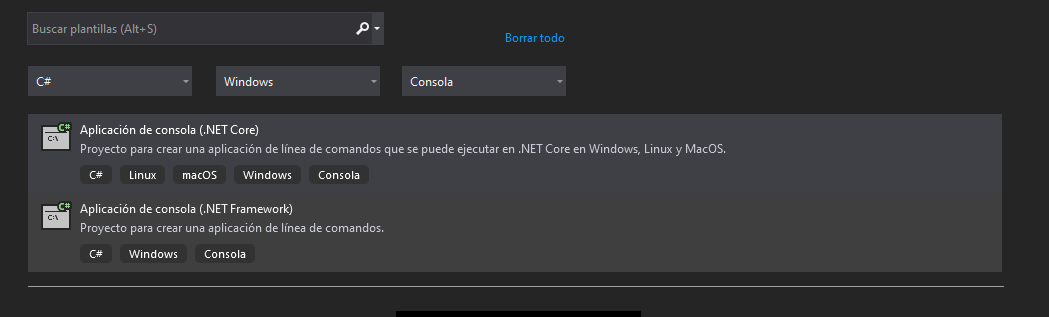 Buscar plantillas (Alt+S)
Borrar todo
C# Windows Consola
C#
C:\
Aplicación de consola (.NET Core)
Proyecto para crear una aplicación de línea de comandos que se puede ejecutar en .NET Core en Windows, Linux y MacOS.
C# Linux macOS Windows Consola
C#
C:\
Aplicación de consola (.NET Framework)
Proyecto para crear una aplicación de línea de comandos.
C# Windows Consola